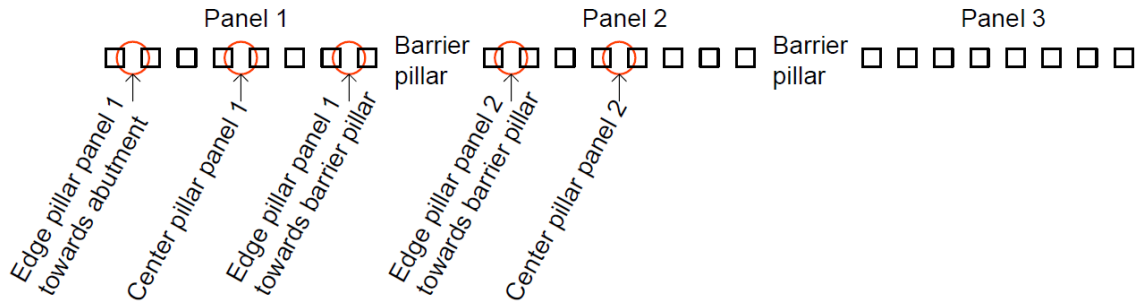 Panel 1
Panel 2
Panel 3
Barrier
pillar
Barrier
pillar
Edge pillar panel 1
towards abutment
Center pillar panel 1
Edge pillar panel 1
towards barrier pillar
Edge pillar panel 2
towards barrier pillar
Center pillar panel 2